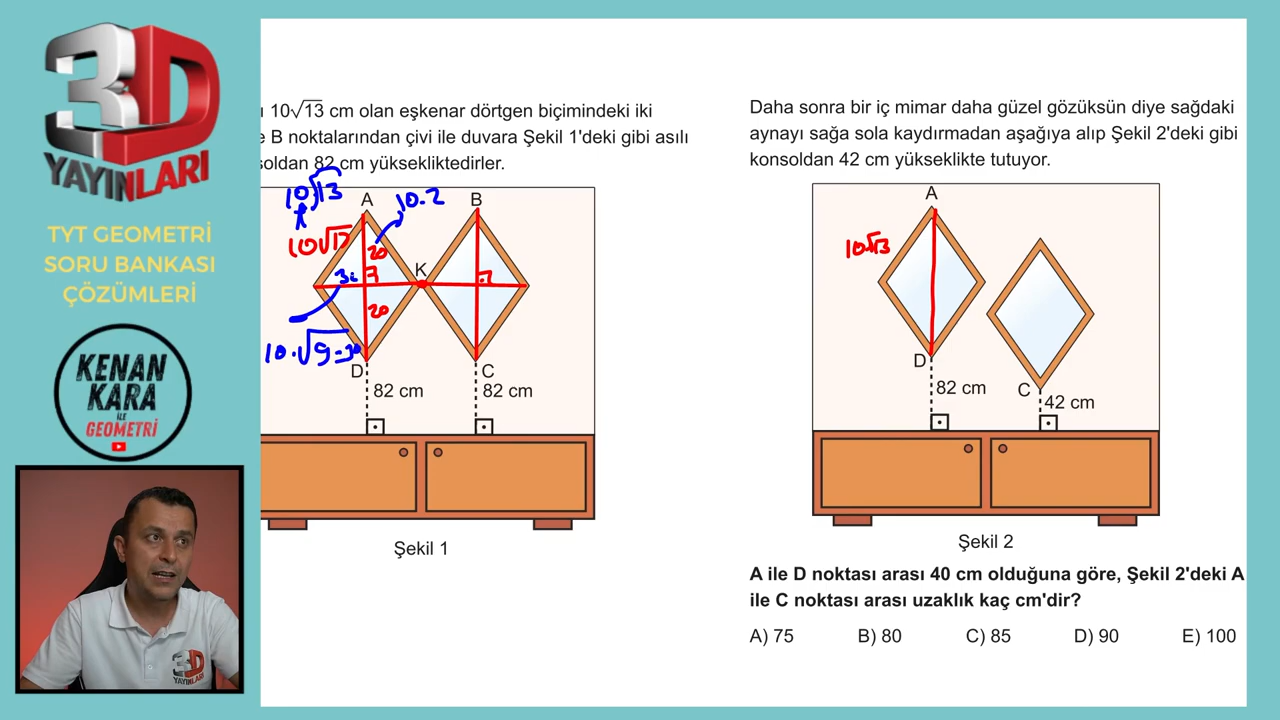 3D
YAYINLARI
TYT GEOMETRİ
SORU BANKASI
ÇÖZÜMLERİ
KENAN
KARA
İLE
GEOMETRİ
3D
YAYINLARI
10√13 cm olan eşkenar dörtgen biçimindeki iki
B noktalarından çivi ile duvara Şekil 1'deki gibi asılı
82 cm yüksekliktedirler.
10√13
10.2
A
B
10√13
20
K
30
20
10.√9=30
D
C
82 cm
82 cm
Şekil 1
Daha sonra bir iç mimar daha güzel gözüksün diye sağdaki
aynayı sağa sola kaydırmadan aşağıya alıp Şekil 2'deki gibi
konsoldan 42 cm yükseklikte tutuyor.
A
10√13
D
82 cm
C
42 cm
Şekil 2
A ile D noktası arası 40 cm olduğuna göre, Şekil 2'deki A
ile C noktası arası uzaklık kaç cm'dir?
A) 75 B) 80 C) 85 D) 90 E) 100